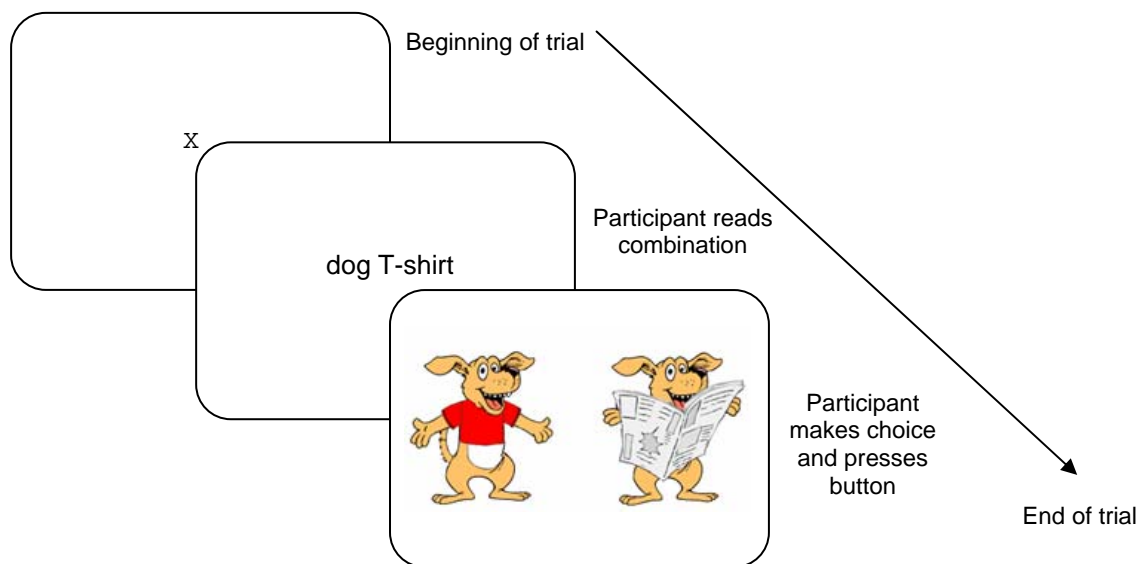 Beginning of trial
X
Participant reads
combination
dog T-shirt
Participant
makes choice
and presses
button
End of trial